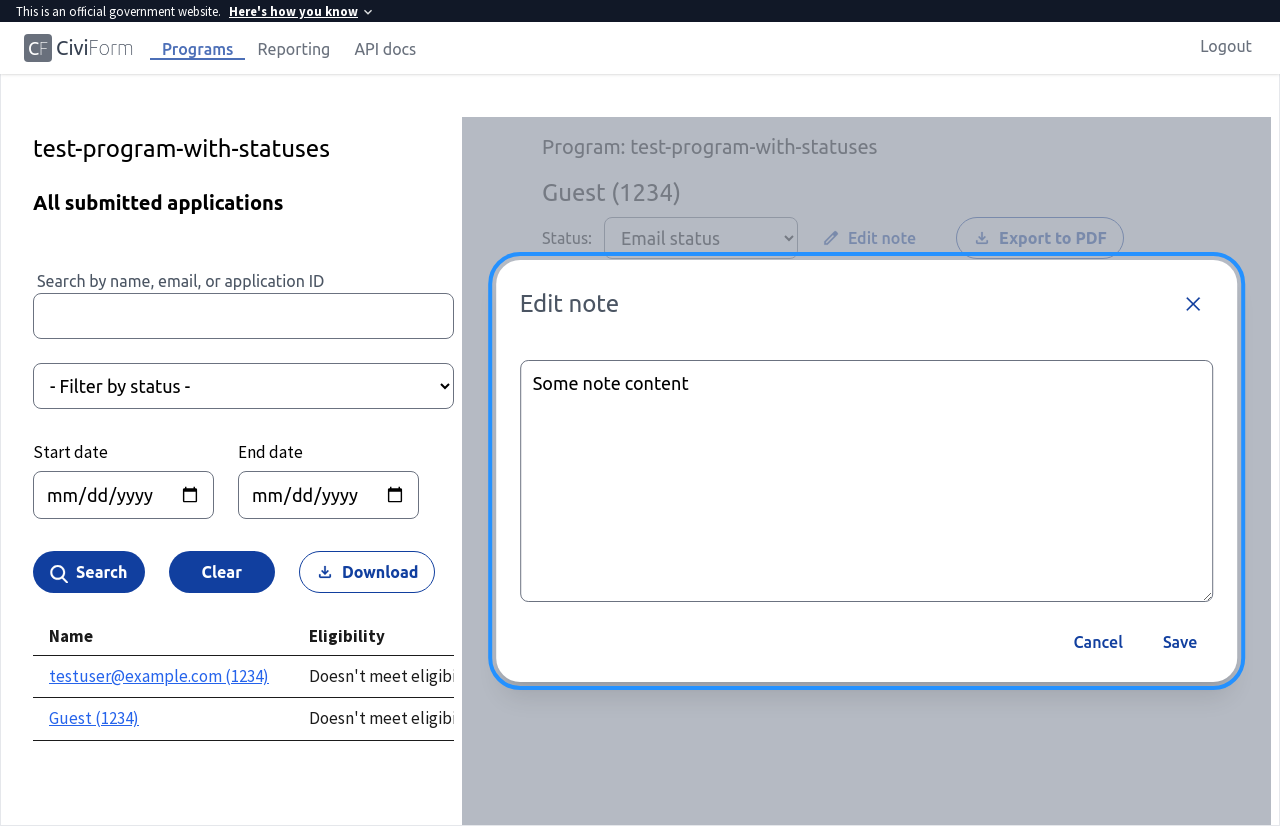 This is an official government website. Here's how you know
CF CiviForm Programs Reporting API docs Logout
test-program-with-statuses
All submitted applications
Search by name, email, or application ID
- Filter by status -
Start date End date
mm/dd/yyyy mm/dd/yyyy
Search Clear Download
Name Eligibility
testuser@example.com (1234) Doesn't meet eligibi
Guest (1234) Doesn't meet eligibi
Program: test-program-with-statuses
Guest (1234)
Status: Email status Edit note Export to PDF
Edit note
Some note content
Cancel Save